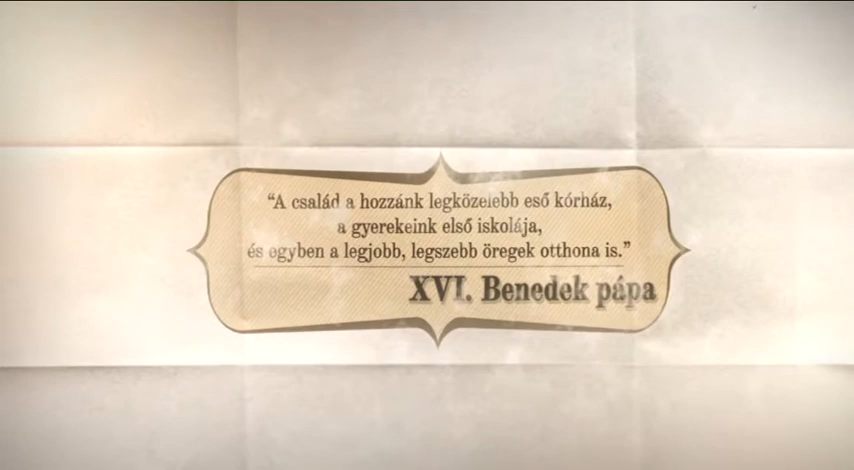 “A család a hozzánk legközelebb eső kórház,
a gyerekeink első iskolája,
és egyben a legjobb, legszebb öregek otthona is.”
XVI. Benedek pápa